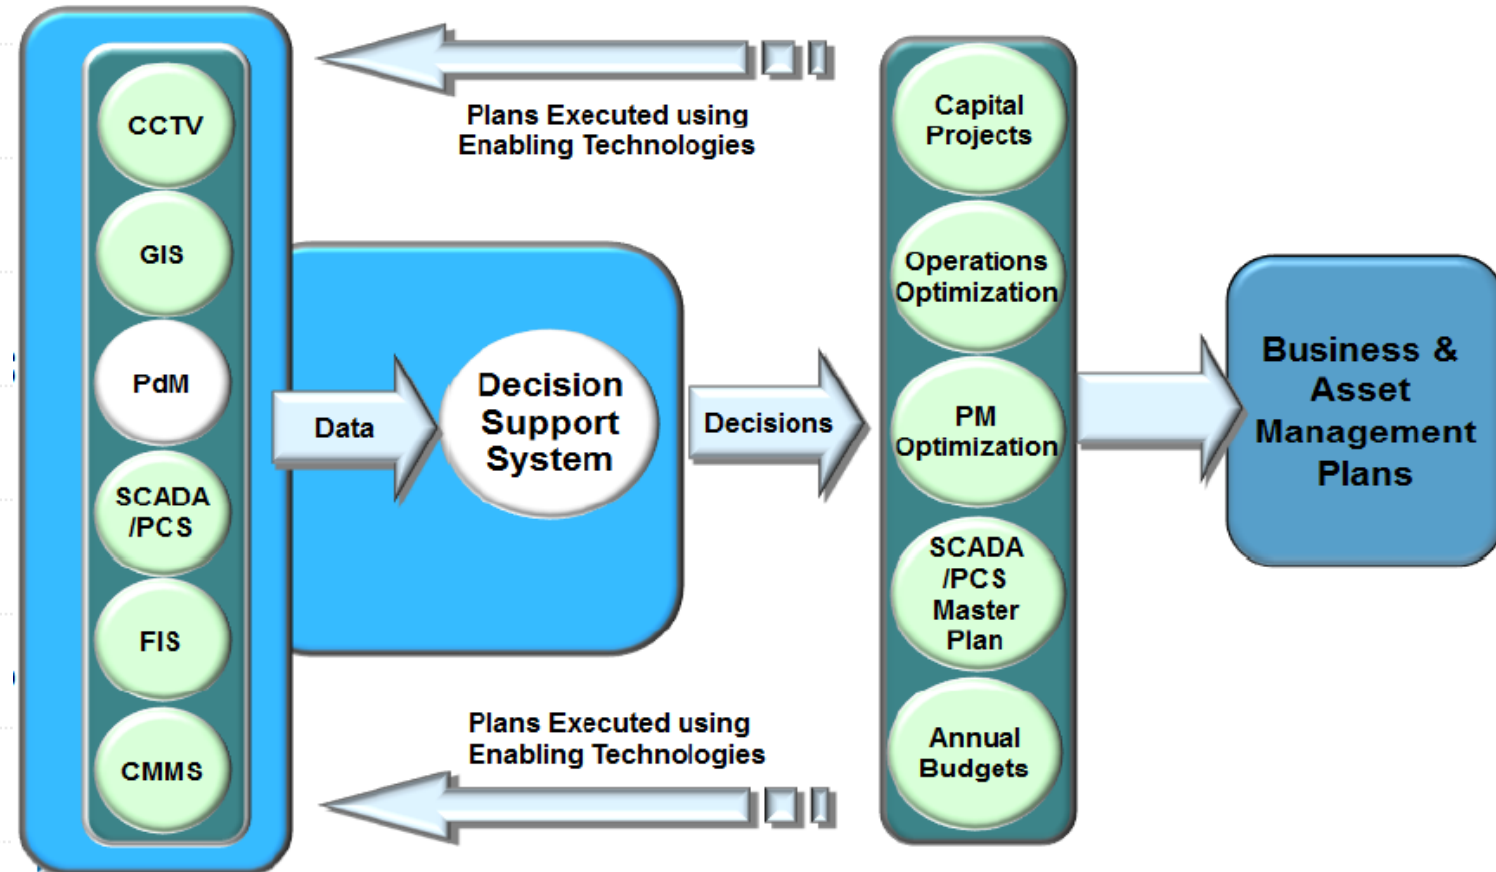 CCTV
GIS
PdM
SCADA
/PCS
FIS
CMMS
Plans Executed using
Enabling Technologies
Data
Decision
Support
System
Decisions
Plans Executed using
Enabling Technologies
Capital
Projects
Operations
Optimization
PM
Optimization
SCADA
/PCS
Master
Plan
Annual
Budgets
Business &
Asset
Management
Plans